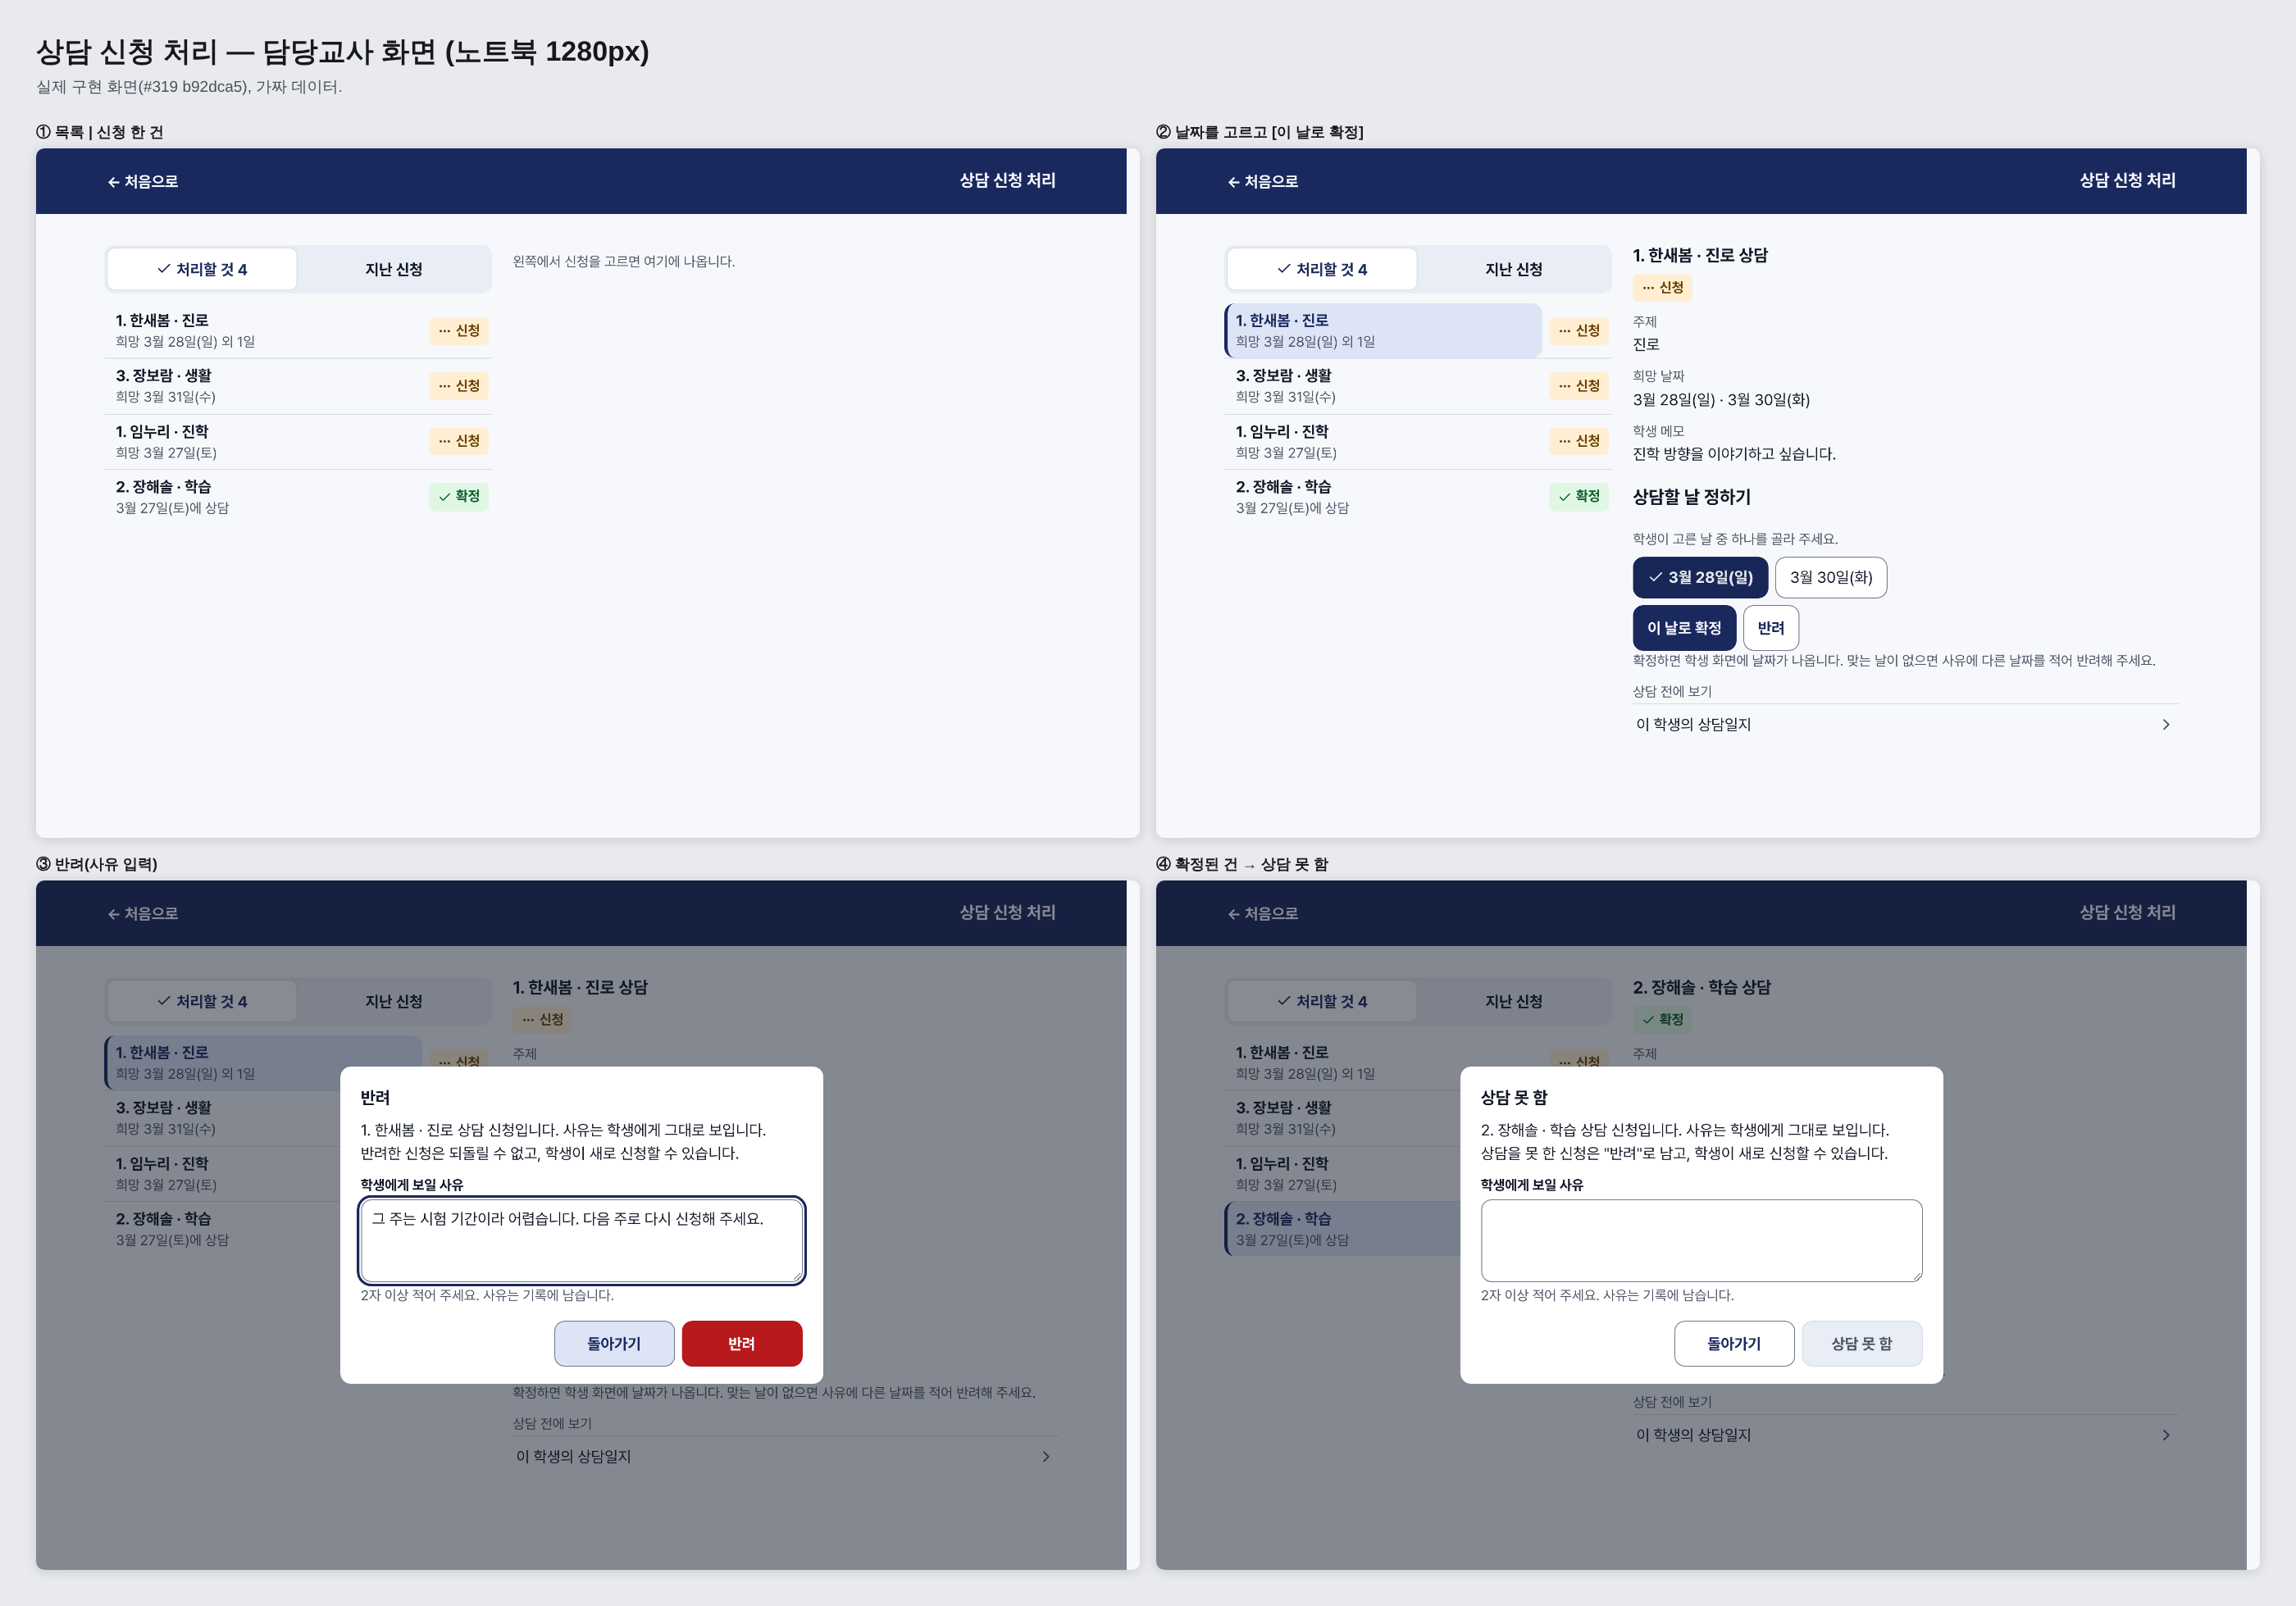 상담 신청 처리 — 담당교사 화면 (노트북 1280px)
실제 구현 화면(#319 b92dca5), 가짜 데이터.
① 목록 | 신청 한 건
← 처음으로
상담 신청 처리
✓ 처리할 것 4
지난 신청
왼쪽에서 신청을 고르면 여기에 나옵니다.
1. 한새봄 · 진로
희망 3월 28일(일) 외 1일
··· 신청
3. 장보람 · 생활
희망 3월 31일(수)
··· 신청
1. 임누리 · 진학
희망 3월 27일(토)
··· 신청
2. 장해솔 · 학습
3월 27일(토)에 상담
✓ 확정
② 날짜를 고르고 [이 날로 확정]
← 처음으로
상담 신청 처리
✓ 처리할 것 4
지난 신청
1. 한새봄 · 진로
희망 3월 28일(일) 외 1일
··· 신청
3. 장보람 · 생활
희망 3월 31일(수)
··· 신청
1. 임누리 · 진학
희망 3월 27일(토)
··· 신청
2. 장해솔 · 학습
3월 27일(토)에 상담
✓ 확정
1. 한새봄 · 진로 상담
··· 신청
주제
진로
희망 날짜
3월 28일(일) · 3월 30일(화)
학생 메모
진학 방향을 이야기하고 싶습니다.
상담할 날 정하기
학생이 고른 날 중 하나를 골라 주세요.
✓ 3월 28일(일)
3월 30일(화)
이 날로 확정
반려
확정하면 학생 화면에 날짜가 나옵니다. 맞는 날이 없으면 사유에 다른 날짜를 적어 반려해 주세요.
상담 전에 보기
이 학생의 상담일지
③ 반려(사유 입력)
← 처음으로
상담 신청 처리
✓ 처리할 것 4
지난 신청
1. 한새봄 · 진로
희망 3월 28일(일) 외 1일
··· 신청
3. 장보람 · 생활
희망 3월 31일(수)
1. 임누리 · 진학
희망 3월 27일(토)
2. 장해솔 · 학습
3월 27일(토)에 상담
1. 한새봄 · 진로 상담
··· 신청
주제
반려
1. 한새봄 · 진로 상담 신청입니다. 사유는 학생에게 그대로 보입니다.
반려한 신청은 되돌릴 수 없고, 학생이 새로 신청할 수 있습니다.
학생에게 보일 사유
그 주는 시험 기간이라 어렵습니다. 다음 주로 다시 신청해 주세요.
2자 이상 적어 주세요. 사유는 기록에 남습니다.
돌아가기
반려
확정하면 학생 화면에 날짜가 나옵니다. 맞는 날이 없으면 사유에 다른 날짜를 적어 반려해 주세요.
상담 전에 보기
이 학생의 상담일지
④ 확정된 건 → 상담 못 함
← 처음으로
상담 신청 처리
✓ 처리할 것 4
지난 신청
1. 한새봄 · 진로
희망 3월 28일(일) 외 1일
··· 신청
3. 장보람 · 생활
희망 3월 31일(수)
1. 임누리 · 진학
희망 3월 27일(토)
2. 장해솔 · 학습
3월 27일(토)에 상담
2. 장해솔 · 학습 상담
✓ 확정
주제
상담 못 함
2. 장해솔 · 학습 상담 신청입니다. 사유는 학생에게 그대로 보입니다.
상담을 못 한 신청은 "반려"로 남고, 학생이 새로 신청할 수 있습니다.
학생에게 보일 사유
2자 이상 적어 주세요. 사유는 기록에 남습니다.
돌아가기
상담 못 함
상담 전에 보기
이 학생의 상담일지